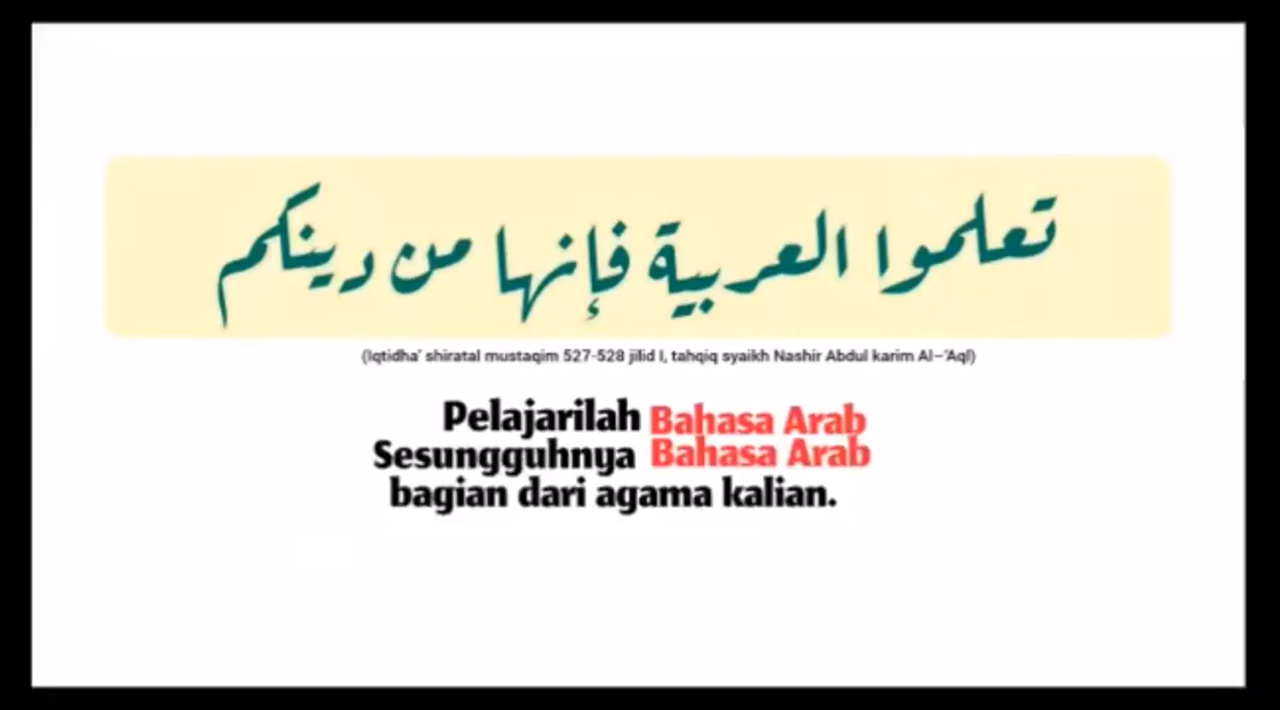 تعلموا العربية فإنها من دينكم
(Iqtidha' shiratal mustaqim 527-528 jilid I, tahqiq syaikh Nashir Abdul karim Al–'Aql)
Pelajarilah Bahasa Arab
Sesungguhnya Bahasa Arab
bagian dari agama kalian.